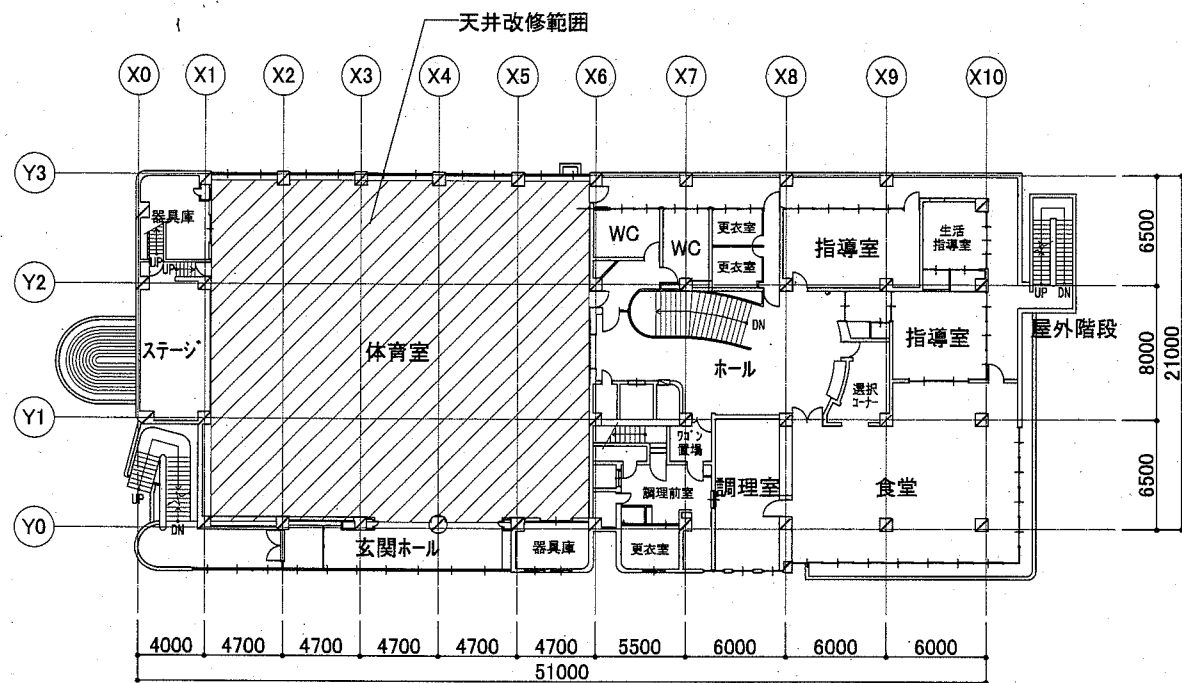 天井改修範囲
X0
X1
X2
X3
X4
X5
X6
X7
X8
X9
X10
Y3
器具庫
UP
UP
WC
WC
更衣室
更衣室
指導室
生活
指導室
6500
Y2
UP
DN
屋外階段
ステージ
体育室
DN
ホール
指導室
選択
コーナー
8000
21000
Y1
UP
DN
ワゴン
置場
調理前室
調理室
食堂
6500
Y0
玄関ホール
器具庫
更衣室
4000
4700
4700
4700
4700
4700
5500
6000
6000
6000
51000